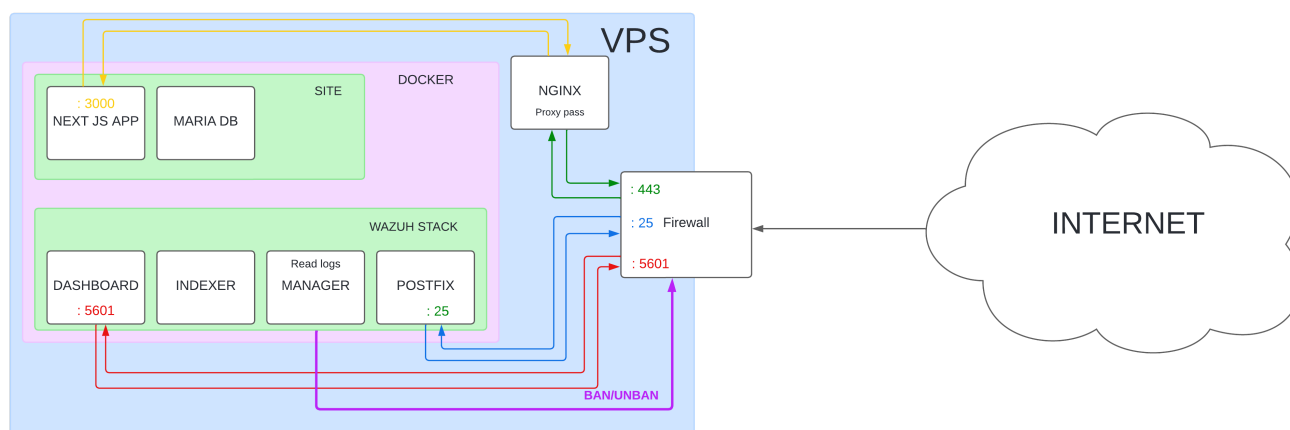 VPS
DOCKER
SITE
: 3000
NEXT JS APP
MARIA DB
NGINX
Proxy pass
: 443
: 25 Firewall
: 5601
INTERNET
WAZUH STACK
DASHBOARD
: 5601
INDEXER
Read logs
MANAGER
POSTFIX
: 25
BAN/UNBAN